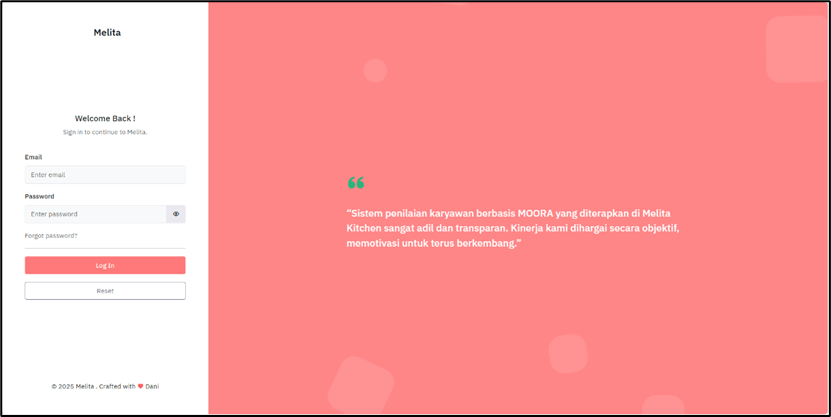 Melita
Welcome Back !
Sign in to continue to Melita.
Email
Enter email
Password
Enter password
Forgot password?
Log In
Reset
© 2025 Melita . Crafted with ❤ Dani
“
“Sistem penilaian karyawan berbasis MOORA yang diterapkan di Melita
Kitchen sangat adil dan transparan. Kinerja kami dihargai secara objektif,
memotivasi untuk terus berkembang.”